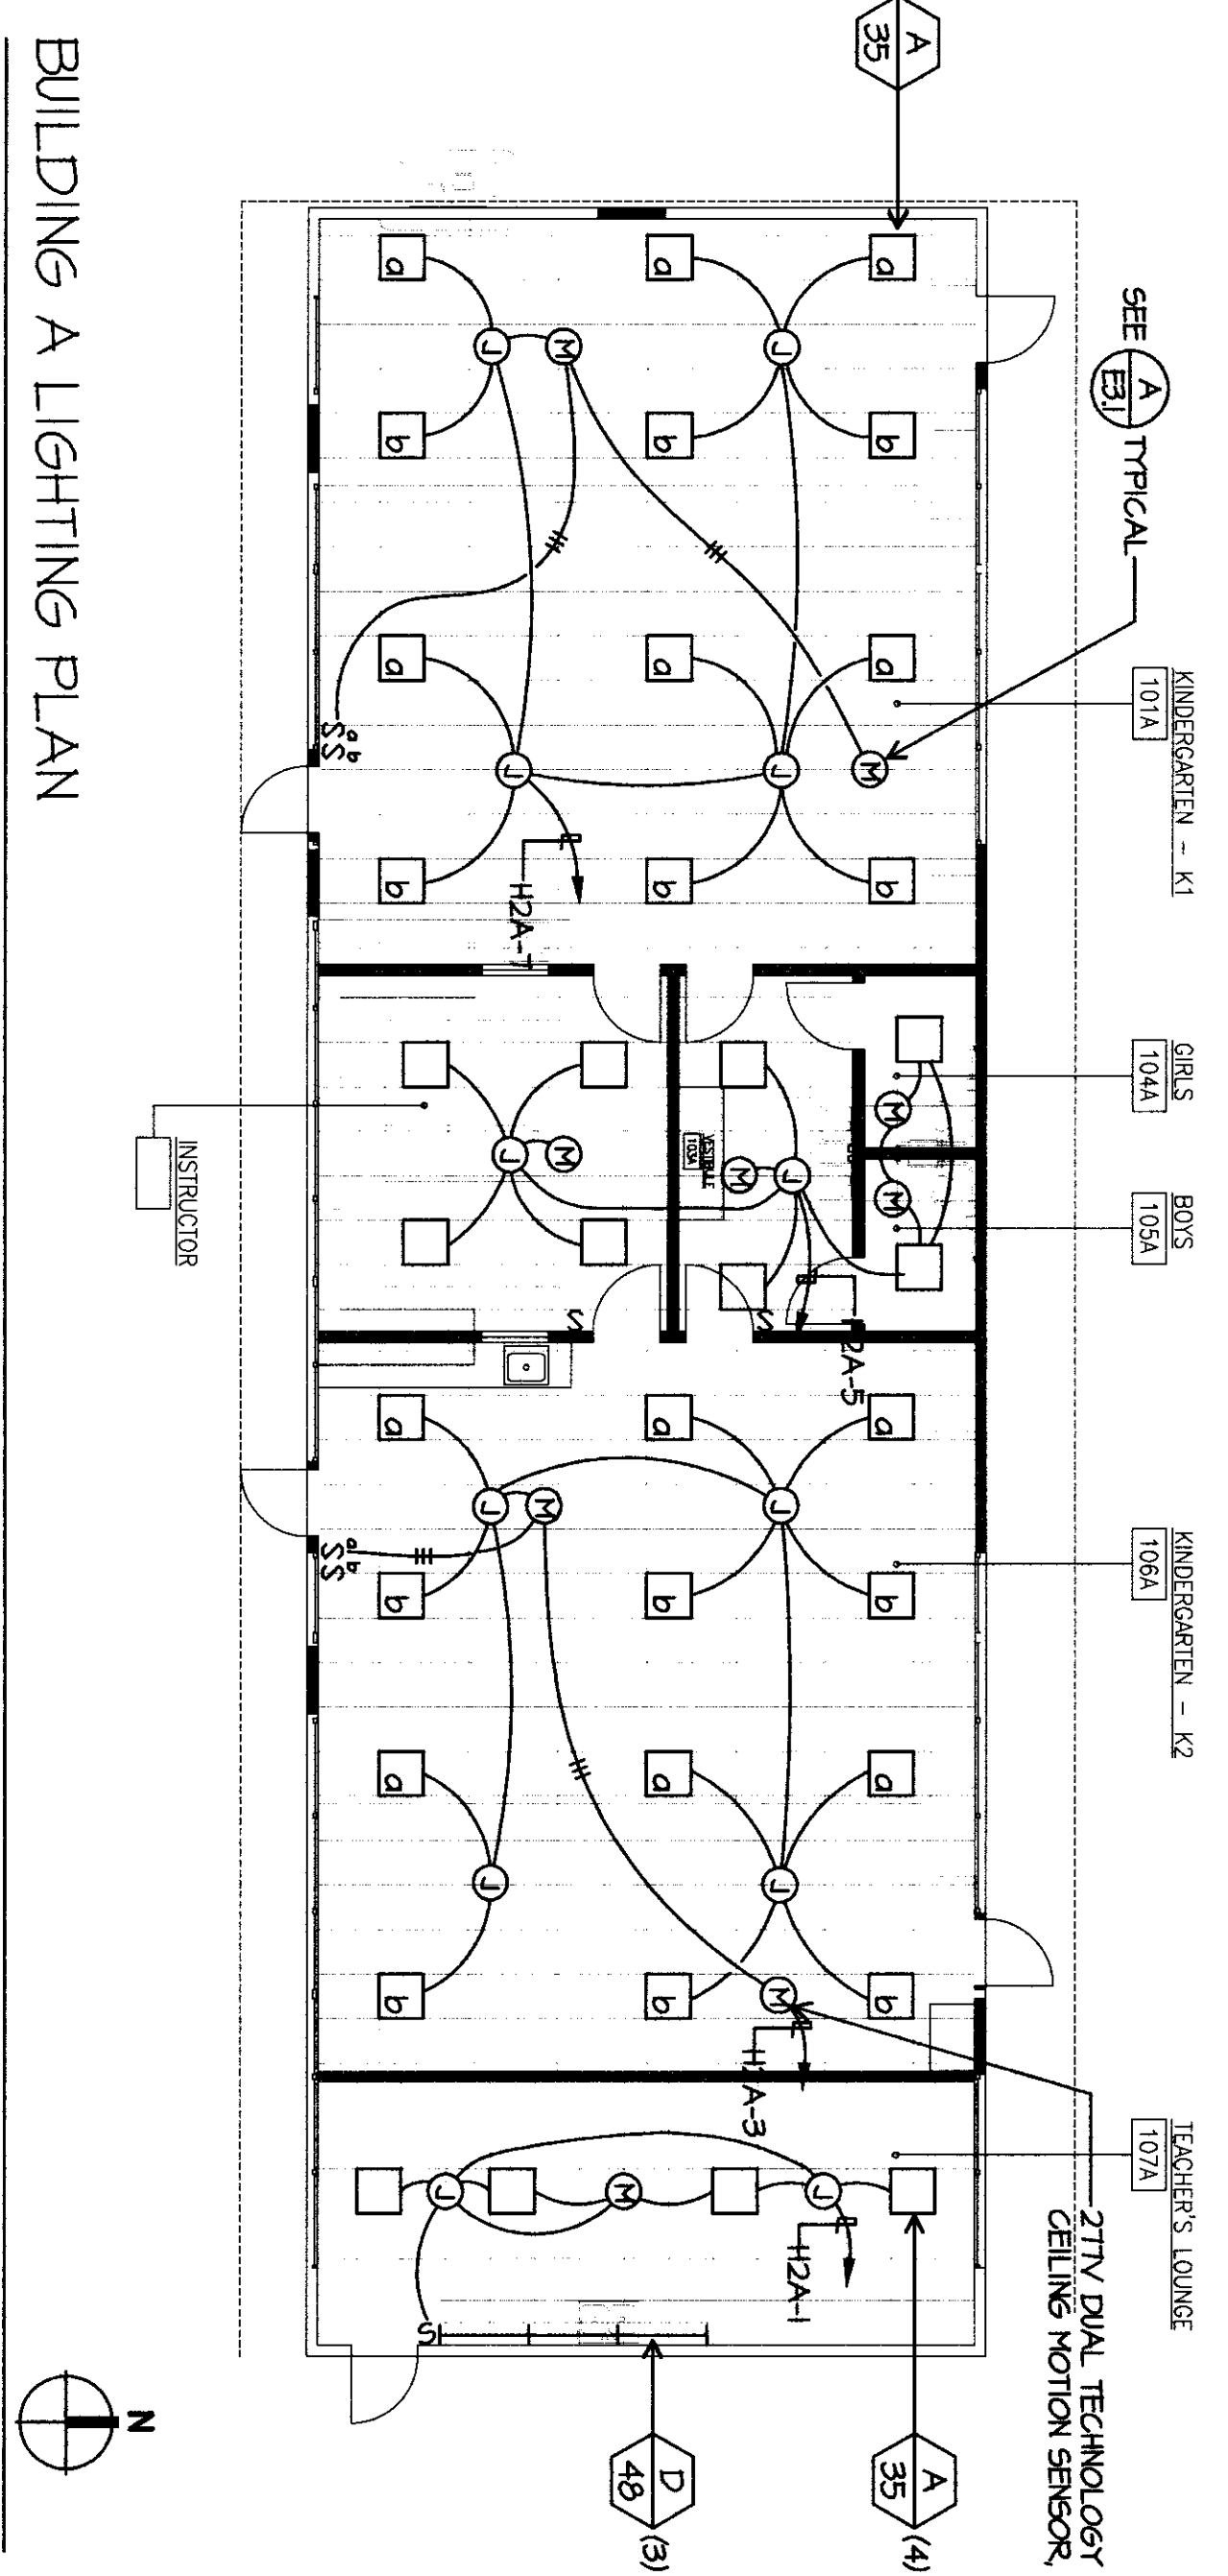 A
35
SEE A TYPICAL
E3.1
KINDERGARTEN - K1
101A
GIRLS
104A
BOYS
105A
KINDERGARTEN - K2
106A
TEACHER'S LOUNGE
107A
277V DUAL TECHNOLOGY
CEILING MOTION SENSOR,
a
a
a
J
M
J
b
b
b
a
a
a
J
J
M
a b
S S
b
b
b
H2A-7
M
M
J
M
VESTIBULE
103A
M
J
S
S
H2A-5
INSTRUCTOR
a
a
a
J
M
J
a b
S S
b
b
b
a
a
a
J
J
b
b
b
M
H2A-3
J
M
J
H2A-1
S
A
35
(4)
D
48
(3)
N
BUILDING A LIGHTING PLAN